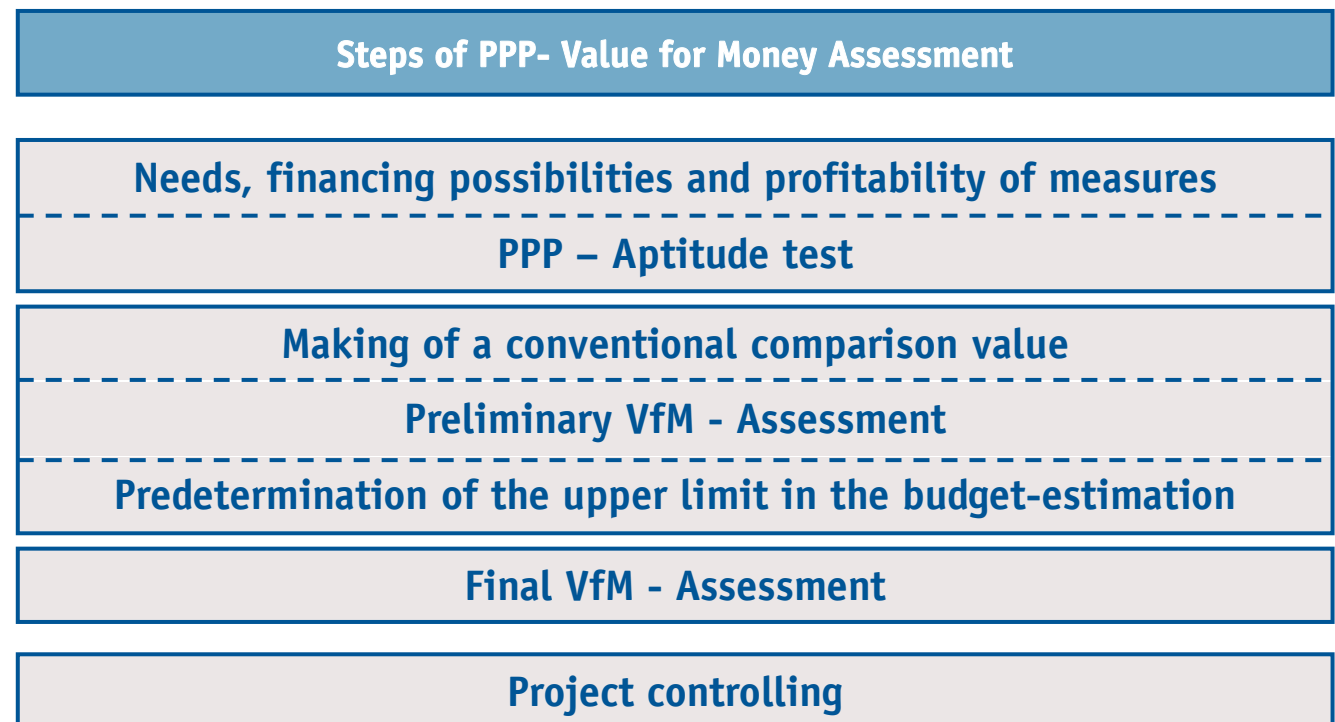 Steps of PPP- Value for Money Assessment
Needs, financing possibilities and profitability of measures
PPP – Aptitude test
Making of a conventional comparison value
Preliminary VfM - Assessment
Predetermination of the upper limit in the budget-estimation
Final VfM - Assessment
Project controlling